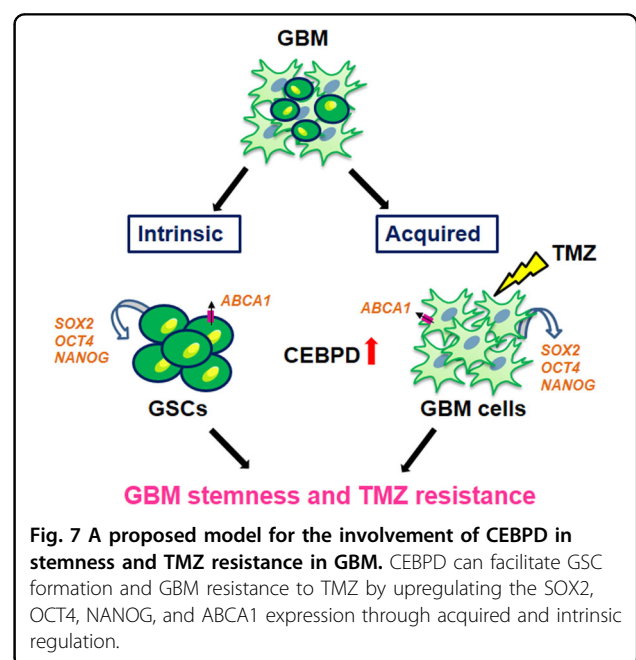 GBM
Intrinsic
Acquired
TMZ
ABCA1
SOX2
OCT4
NANOG
ABCA1
CEBPD
SOX2
OCT4
NANOG
GSCs
GBM cells
GBM stemness and TMZ resistance
Fig. 7 A proposed model for the involvement of CEBPD in
stemness and TMZ resistance in GBM. CEBPD can facilitate GSC
formation and GBM resistance to TMZ by upregulating the SOX2,
OCT4, NANOG, and ABCA1 expression through acquired and intrinsic
regulation.